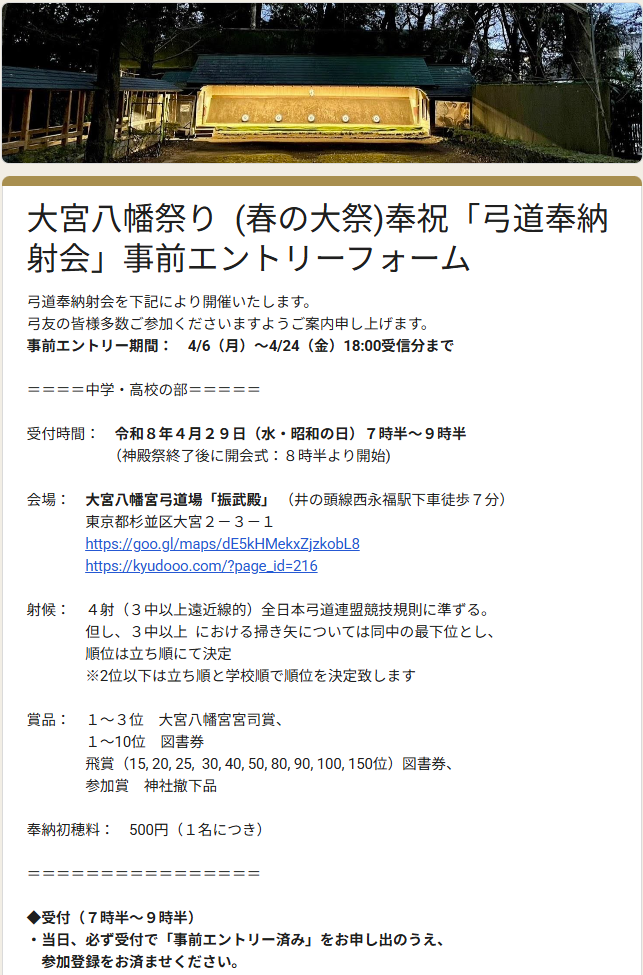 大宮八幡祭り (春の大祭)奉祝「弓道奉納
射会」事前エントリーフォーム
弓道奉納射会を下記により開催いたします。
弓友の皆様多数ご参加くださいますようご案内申し上げます。
事前エントリー期間：　4/6（月）～4/24（金）18:00受信分まで
＝＝＝＝中学・高校の部＝＝＝＝＝
受付時間：　令和８年４月２９日（水・昭和の日）７時半～９時半
（神殿祭終了後に開会式：８時半より開始)
会場：　大宮八幡宮弓道場「振武殿」（井の頭線西永福駅下車徒歩７分）
東京都杉並区大宮２－３－１
https://goo.gl/maps/dE5kHMekxZjzkobL8
https://kyudooo.com/?page_id=216
射候：　４射（３中以上遠近線的）全日本弓道連盟競技規則に準ずる。
但し、３中以上 における掃き矢については同中の最下位とし、
順位は立ち順にて決定
※2位以下は立ち順と学校順で順位を決定致します
賞品：　１～３位　大宮八幡宮宮司賞、
１～10位　図書券
飛賞（15, 20, 25, 30, 40, 50, 80, 90, 100, 150位）図書券、
参加賞　神社撤下品
奉納初穂料：　500円（１名につき）
＝＝＝＝＝＝＝＝＝＝＝＝＝＝＝＝
◆受付（７時半～９時半）
・当日、必ず受付で「事前エントリー済み」をお申し出のうえ、
参加登録をお済ませください。